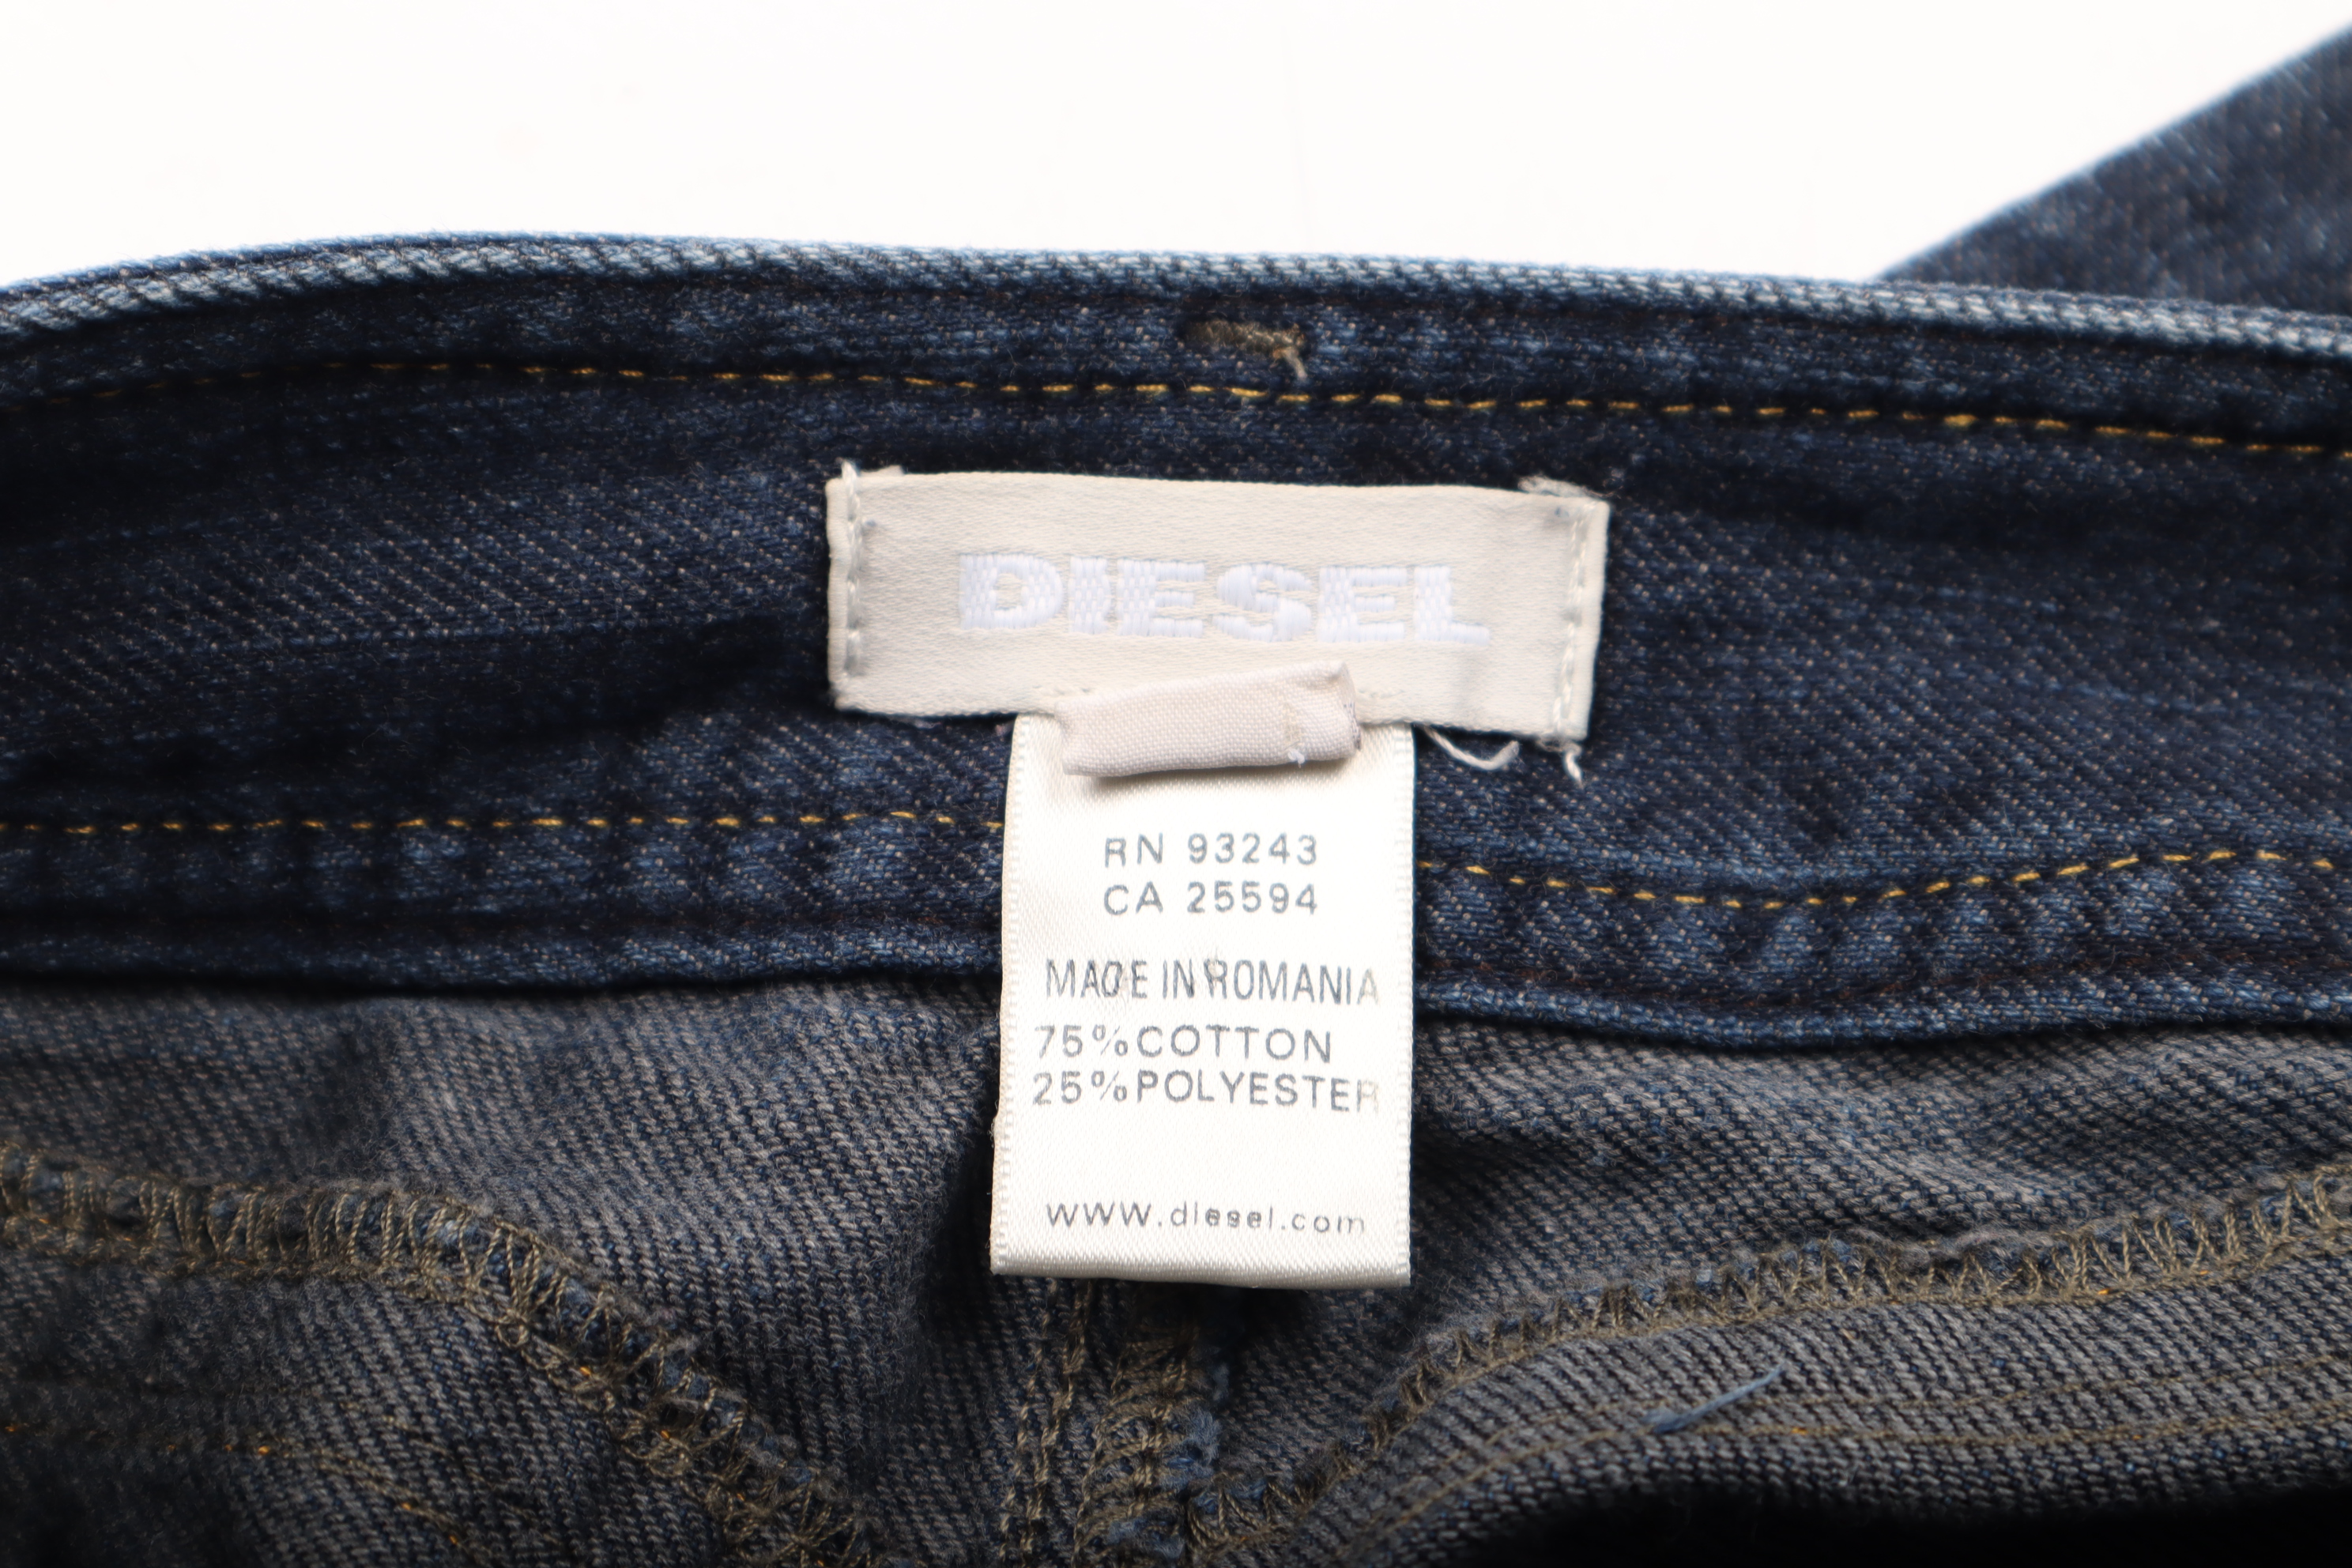 DIESEL
RN 93243
CA 25594
MADE IN ROMANIA
75%COTTON
25%POLYESTER
www.diesel.com